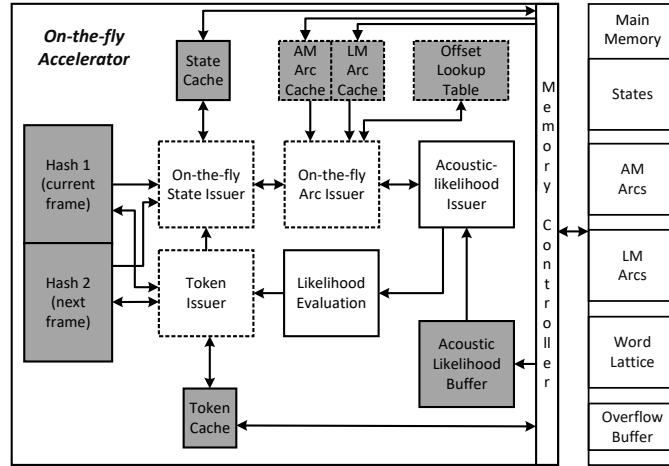 On-the-fly
Accelerator
State
Cache
AM
Arc
Cache
LM
Arc
Cache
Offset
Lookup
Table
Hash 1
(current
frame)
On-the-fly
State Issuer
On-the-fly
Arc Issuer
Acoustic-
likelihood
Issuer
Hash 2
(next
frame)
Token
Issuer
Likelihood
Evaluation
Acoustic
Likelihood
Buffer
Token
Cache
Memory Controller
Main
Memory
States
AM
Arcs
LM
Arcs
Word
Lattice
Overflow
Buffer